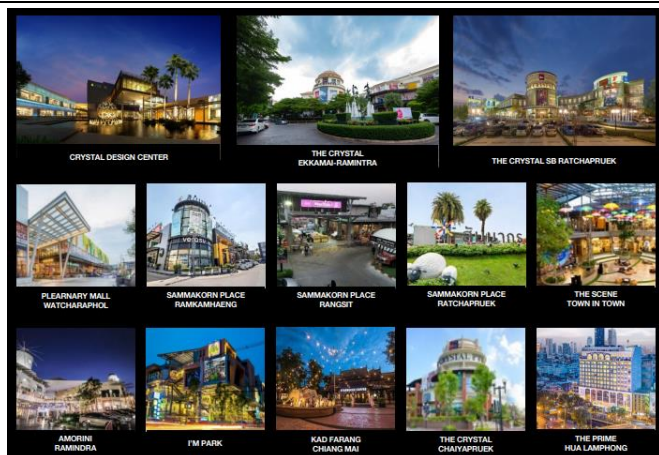 CRYSTAL DESIGN CENTER
THE CRYSTAL
EKKAMAI-RAMINTRA
THE CRYSTAL SB RATCHAPRUEK
PLEARNARY MALL
WATCHARAPHOL
SAMMAKORN PLACE
RAMKAMHAENG
SAMMAKORN PLACE
RANGSIT
SAMMAKORN PLACE
RATCHAPRUEK
THE SCENE
TOWN IN TOWN
AMORINI
RAMINDRA
I'M PARK
KAD FARANG
CHIANG MAI
THE CRYSTAL
CHAIYAPRUEK
THE PRIME
HUA LAMPHONG